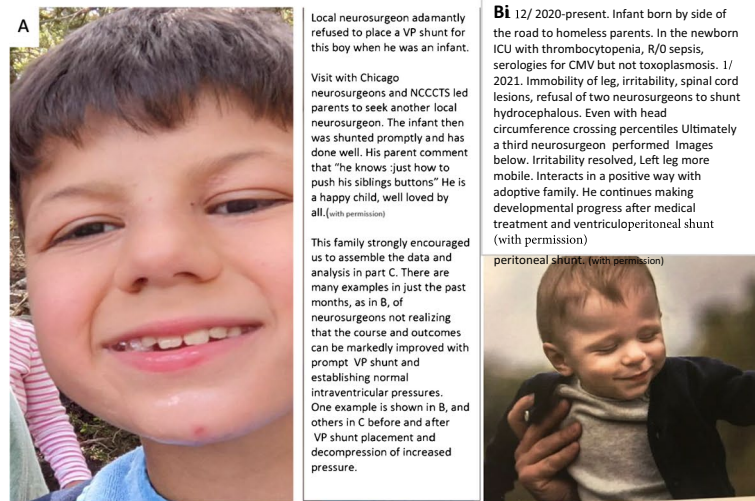 A
Local neurosurgeon adamantly
refused to place a VP shunt for
this boy when he was an infant.
Visit with Chicago
neurosurgeons and NCCCTS led
parents to seek another local
neurosurgeon. The infant then
was shunted promptly and has
done well. His parent comment
that “he knows :just how to
push his siblings buttons” He is
a happy child, well loved by
all.(with permission)
This family strongly encouraged
us to assemble the data and
analysis in part C. There are
many examples in just the past
months, as in B, of
neurosurgeons not realizing
that the course and outcomes
can be markedly improved with
prompt VP shunt and
establishing normal
intraventricular pressures.
One example is shown in B, and
others in C before and after
VP shunt placement and
decompression of increased
pressure.
Bi 12/ 2020-present. Infant born by side of
the road to homeless parents. In the newborn
ICU with thrombocytopenia, R/0 sepsis,
serologies for CMV but not toxoplasmosis. 1/
2021. Immobility of leg, irritability, spinal cord
lesions, refusal of two neurosurgeons to shunt
hydrocephalous. Even with head
circumference crossing percentiles Ultimately
a third neurosurgeon performed Images
below. Irritability resolved, Left leg more
mobile. Interacts in a positive way with
adoptive family. He continues making
developmental progress after medical
treatment and ventriculoperitoneal shunt
(with permission)
peritoneal shunt. (with permission)